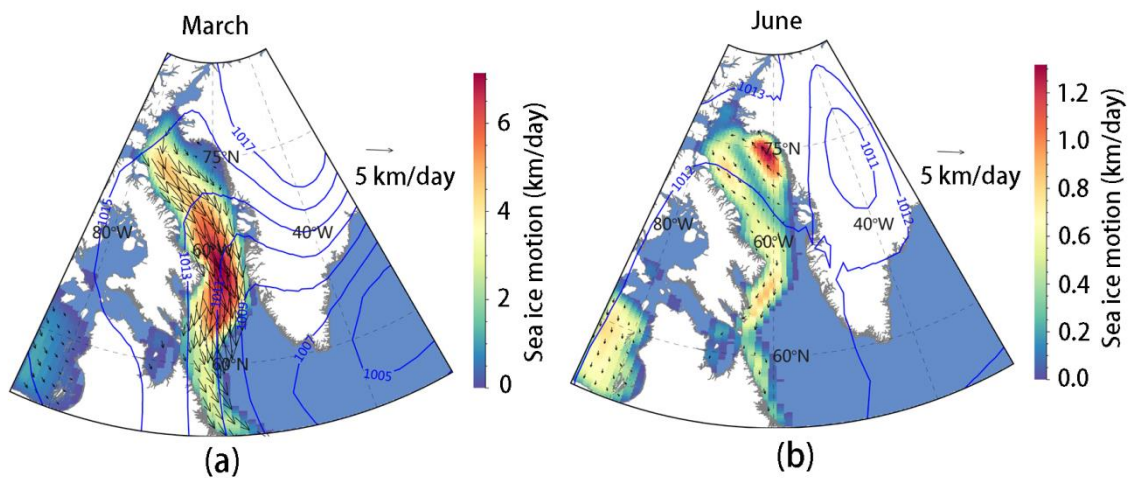 March
1017
75°N
1015
80°W
60°W
40°W
1013
1009
1007
1005
60°N
5 km/day
6
4
2
0
Sea ice motion (km/day)
(a)
June
1013
1012
75°N
1011
80°W
60°W
40°W
1012
60°N
5 km/day
1.2
1.0
0.8
0.6
0.4
0.2
0.0
Sea ice motion (km/day)
(b)